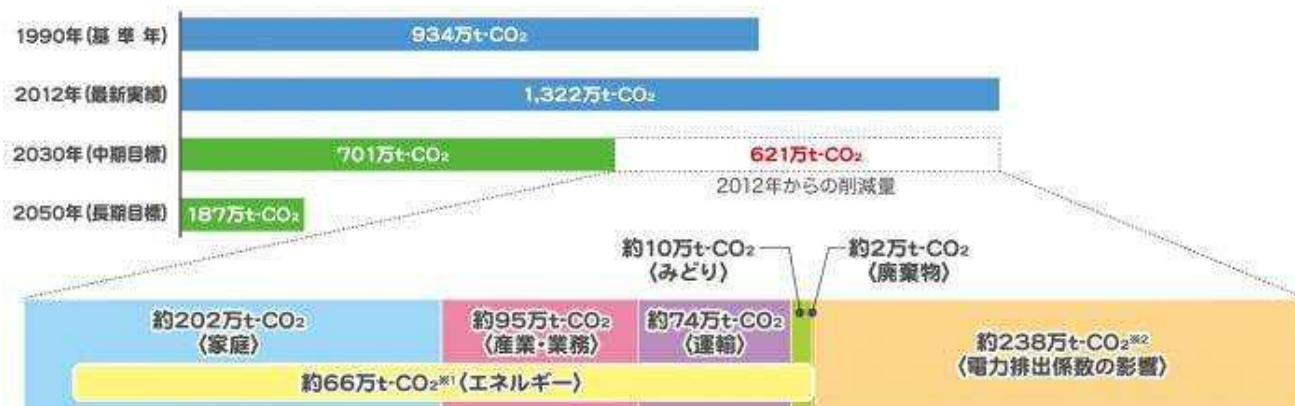 1990年(基 準 年)
934万t-CO₂
2012年(最新実績)
1,322万t-CO₂
2030年(中期目標)
701万t-CO₂
621万t-CO₂
2012年からの削減量
2050年(長期目標)
187万t-CO₂
約10万t-CO₂
〈みどり〉
約2万t-CO₂
〈廃棄物〉
約202万t-CO₂
〈家庭〉
約95万t-CO₂
〈産業・業務〉
約74万t-CO₂
〈運輸〉
約238万t-CO₂※2
〈電力排出係数の影響〉
約66万t-CO₂※1〈エネルギー〉